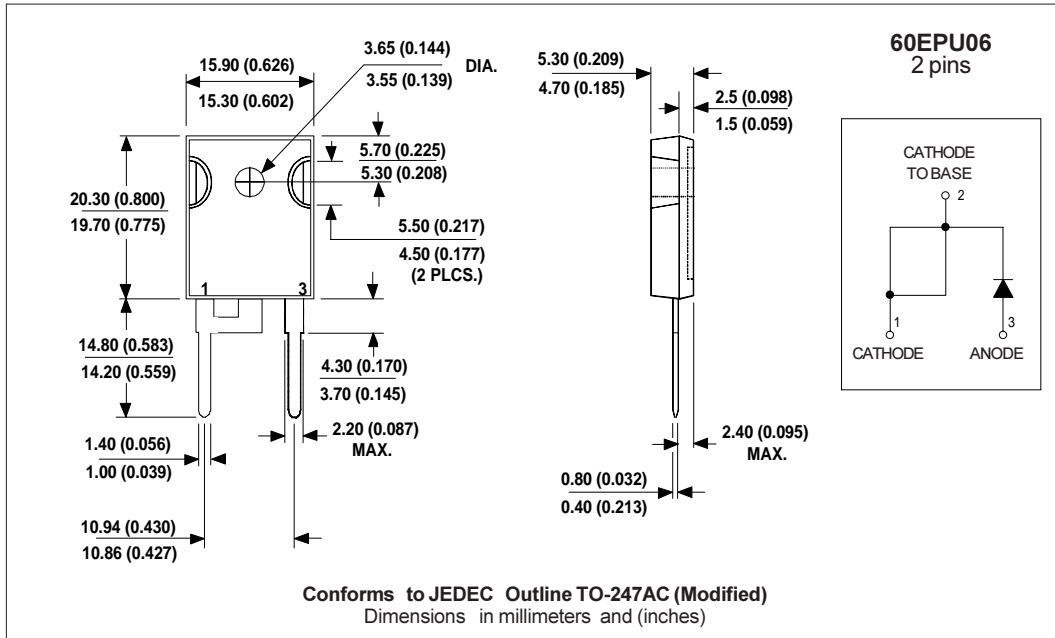 60EPU06
2 pins
3.65 (0.144)
3.55 (0.139)
DIA.
15.90 (0.626)
15.30 (0.602)
5.30 (0.209)
4.70 (0.185)
2.5 (0.098)
1.5 (0.059)
5.70 (0.225)
5.30 (0.208)
20.30 (0.800)
19.70 (0.775)
5.50 (0.217)
4.50 (0.177)
(2 PLCS.)
1 3
14.80 (0.583)
14.20 (0.559)
4.30 (0.170)
3.70 (0.145)
2.20 (0.087)
MAX.
1.40 (0.056)
1.00 (0.039)
10.94 (0.430)
10.86 (0.427)
2.40 (0.095)
MAX.
0.80 (0.032)
0.40 (0.213)
CATHODE
TO BASE
2
1 3
CATHODE ANODE
Conforms to JEDEC Outline TO-247AC (Modified)
Dimensions in millimeters and (inches)